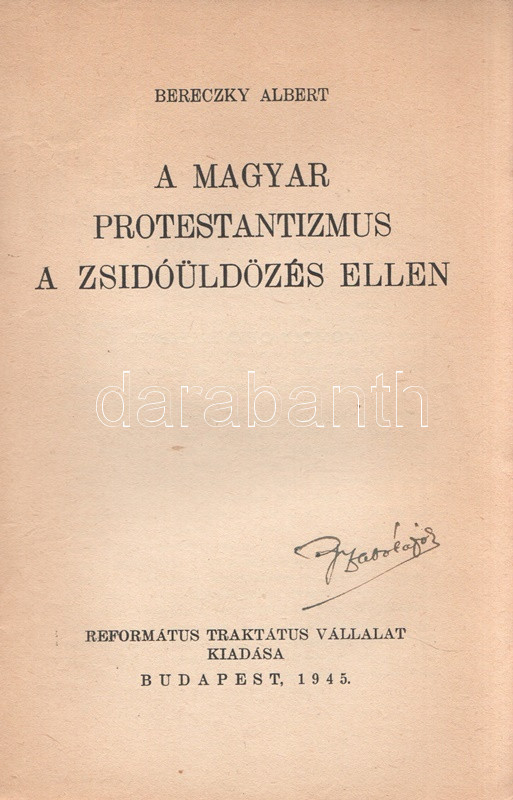 BERECZKY ALBERT
A MAGYAR
PROTESTANTIZMUS
A ZSIDÓÜLDÖZÉS ELLEN
darabanth
REFORMÁTUS TRAKTÁTUS VÁLLALAT
KIADÁSA
BUDAPEST, 1945.